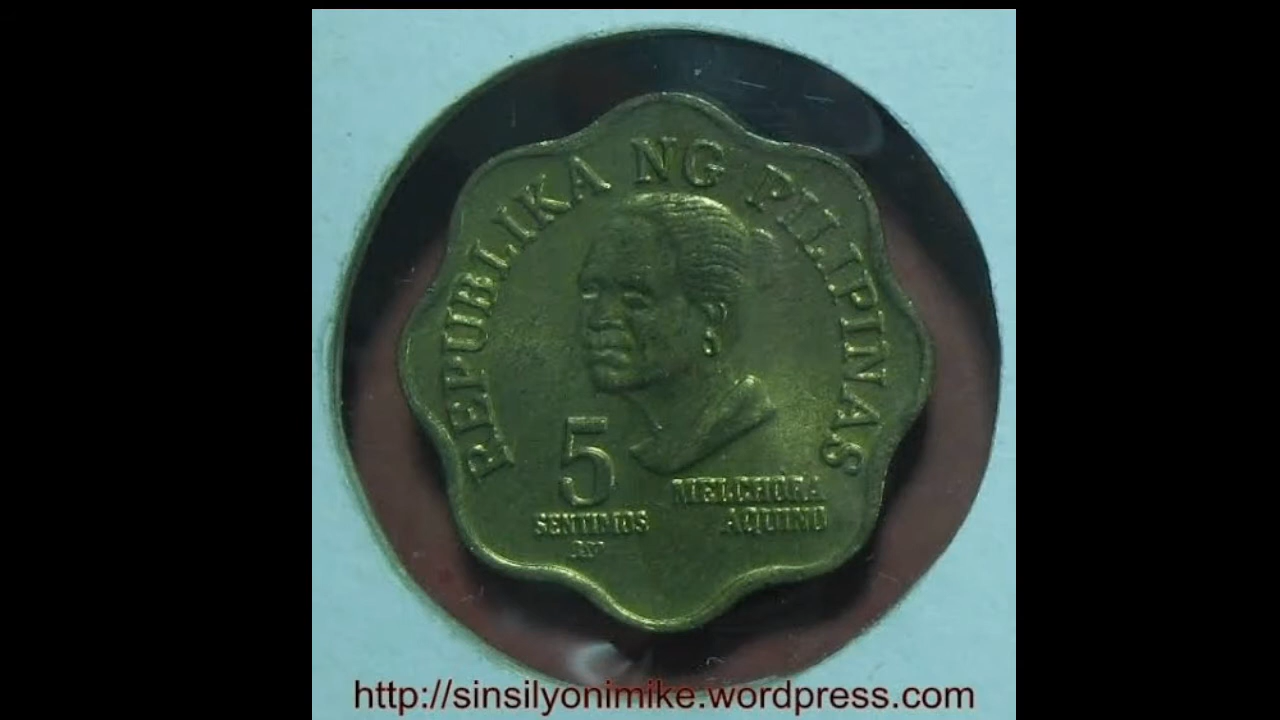 REPUBLIKA NG PILIPINAS
5
SENTIMOS
MELCHORA
AQUINO
http://sinsilyonimike.wordpress.com